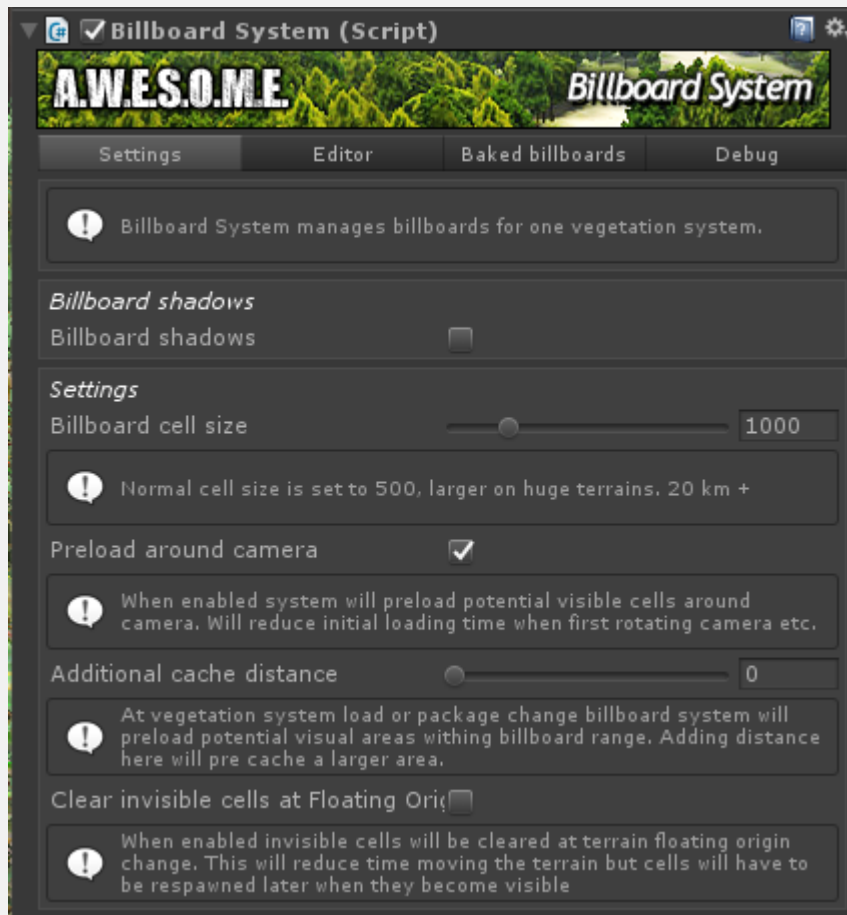 Billboard System (Script)
A.W.E.S.O.M.E. Billboard System
Settings Editor Baked billboards Debug
Billboard System manages billboards for one vegetation system.
Billboard shadows
Billboard shadows
Settings
Billboard cell size 1000
Normal cell size is set to 500, larger on huge terrains. 20 km +
Preload around camera
When enabled system will preload potential visible cells around
camera. Will reduce initial loading time when first rotating camera etc.
Additional cache distance 0
At vegetation system load or package change billboard system will
preload potential visual areas withing billboard range. Adding distance
here will pre cache a larger area.
Clear invisible cells at Floating Orig
When enabled invisible cells will be cleared at terrain floating origin
change. This will reduce time moving the terrain but cells will have to
be respawned later when they become visible